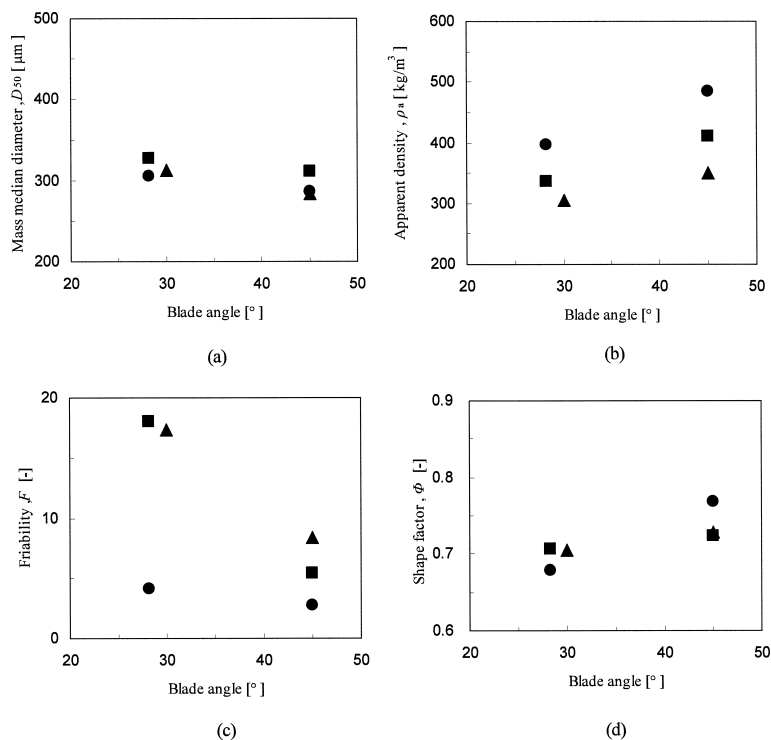 500
400
300
200
20 30 40 50
Mass median diameter ,D50 [ μm]
Blade angle [° ]
(a)
600
500
400
300
200
20 30 40 50
Apparent density , ρa [ kg/m³]
Blade angle [° ]
(b)
20
10
0
20 30 40 50
Friability ,F [-]
Blade angle [° ]
(c)
0.9
0.8
0.7
0.6
20 30 40 50
Shape factor , Φ [-]
Blade angle [° ]
(d)